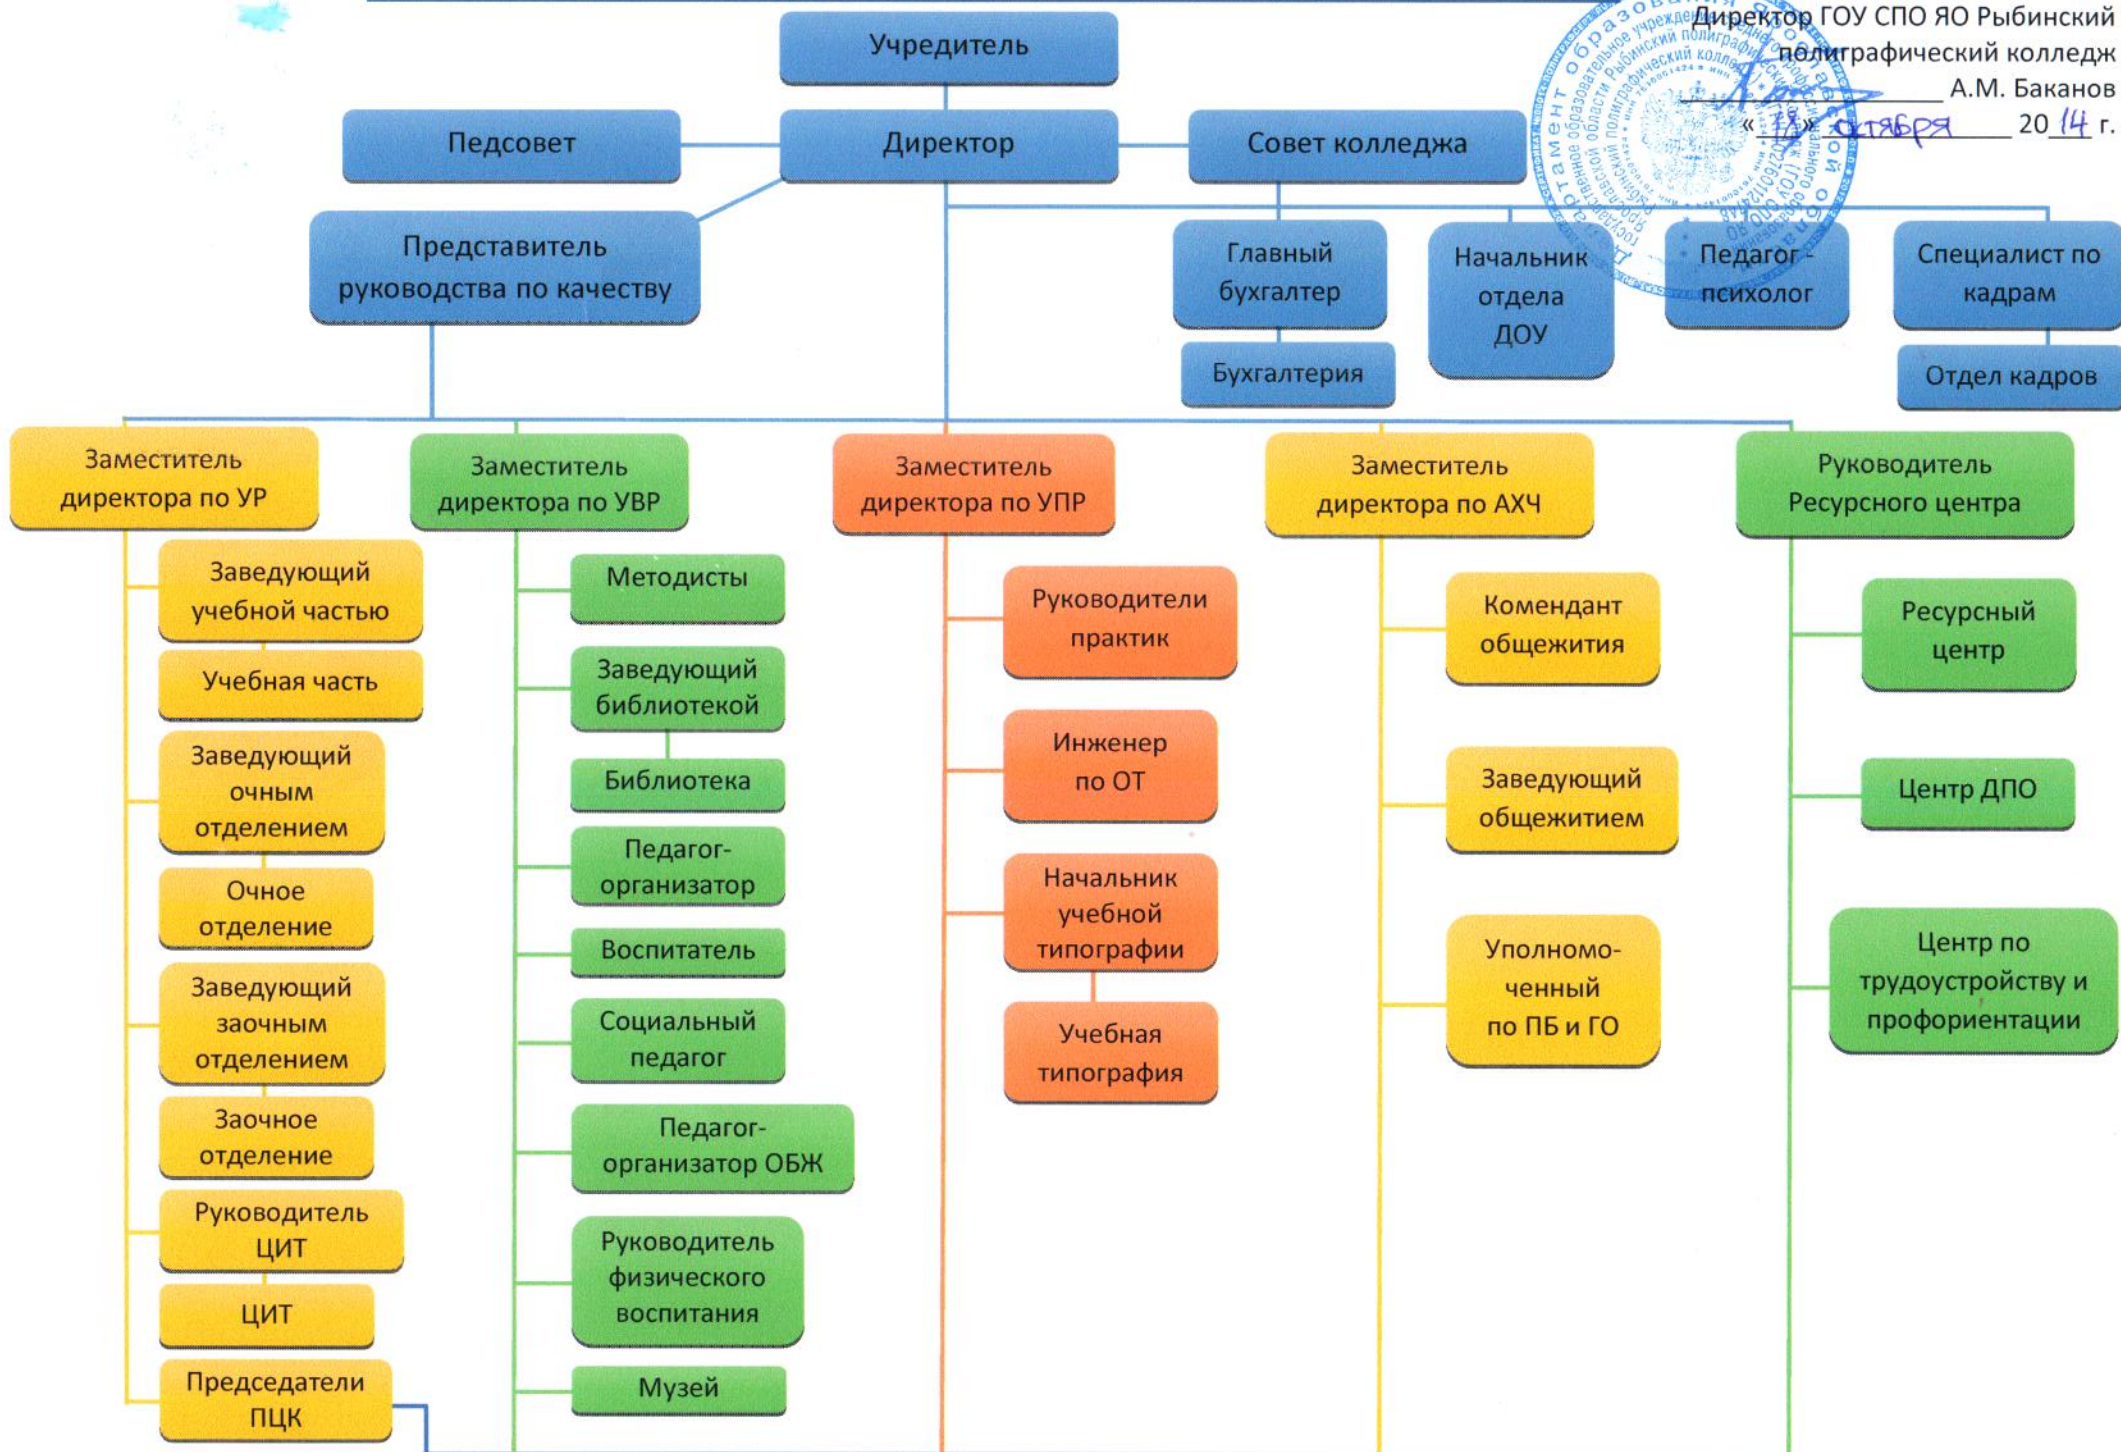 Директор ГОУ СПО ЯО Рыбинский
полиграфический колледж
А.М. Баканов
октября 2014 г.
Учредитель
Педсовет
Директор
Совет колледжа
Представитель
руководства по качеству
Главный
бухгалтер
Бухгалтерия
Начальник
отдела
ДОУ
Педагог -
психолог
Специалист по
кадрам
Отдел кадров
Заместитель
директора по УР
Заведующий
учебной частью
Учебная часть
Заведующий
очным
отделением
Очное
отделение
Заведующий
заочным
отделением
Заочное
отделение
Руководитель
ЦИТ
ЦИТ
Председатели
ПЦК
Заместитель
директора по УВР
Методисты
Заведующий
библиотекой
Библиотека
Педагог-
организатор
Воспитатель
Социальный
педагог
Педагог-
организатор ОБЖ
Руководитель
физического
воспитания
Музей
Заместитель
директора по УПР
Руководители
практик
Инженер
по ОТ
Начальник
учебной
типографии
Учебная
типография
Заместитель
директора по АХЧ
Комендант
общежития
Заведующий
общежитием
Уполномо-
ченный
по ПБ и ГО
Руководитель
Ресурсного центра
Ресурсный
центр
Центр ДПО
Центр по
трудоустройству и
профориентации